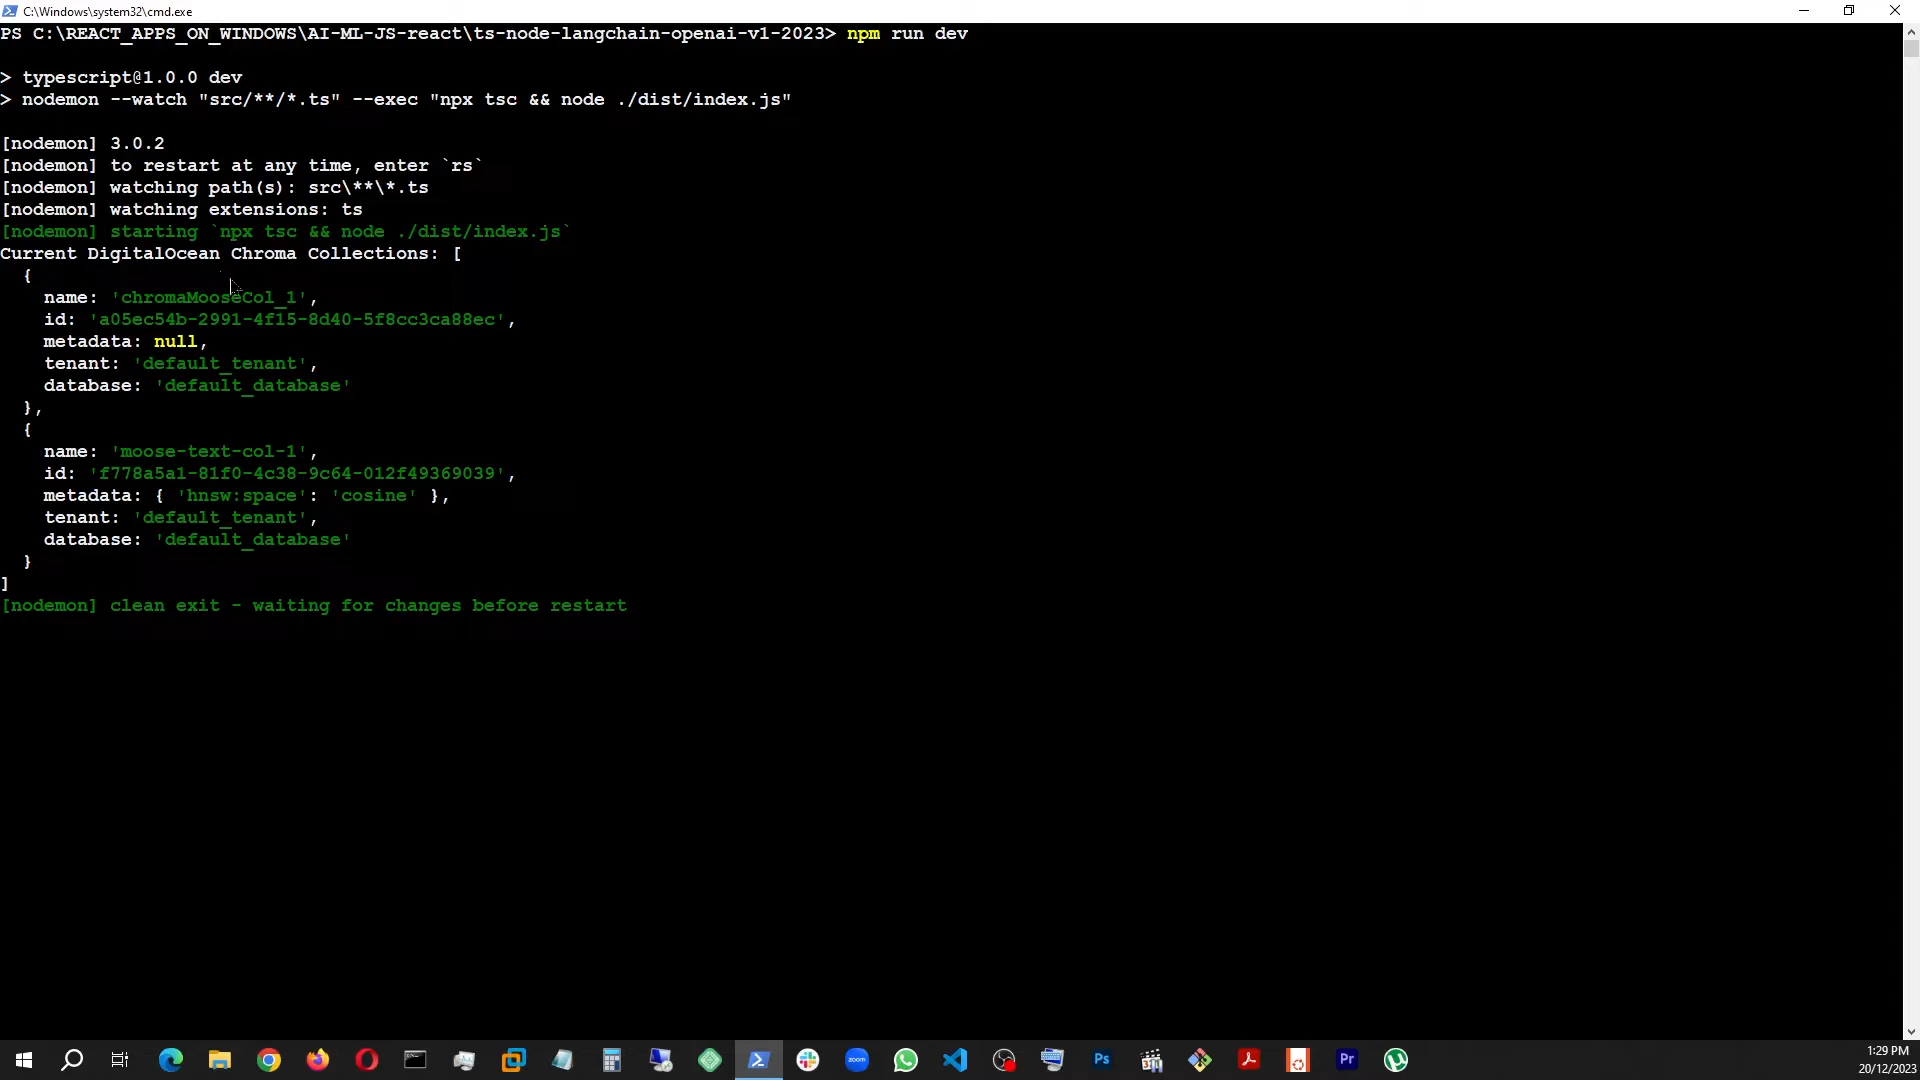 C:\Windows\system32\cmd.exe
PS C:\REACT_APPS_ON_WINDOWS\AI-ML-JS-react\ts-node-langchain-openai-v1-2023> npm run dev
> typescript@1.0.0 dev
> nodemon --watch "src/**/*.ts" --exec "npx tsc && node ./dist/index.js"
[nodemon] 3.0.2
[nodemon] to restart at any time, enter `rs`
[nodemon] watching path(s): src\**\*.ts
[nodemon] watching extensions: ts
[nodemon] starting `npx tsc && node ./dist/index.js`
Current DigitalOcean Chroma Collections: [
  {
    name: 'chromaMooseCol_1',
    id: 'a05ec54b-2991-4f15-8d40-5f8cc3ca88ec',
    metadata: null,
    tenant: 'default_tenant',
    database: 'default_database'
  },
  {
    name: 'moose-text-col-1',
    id: 'f778a5a1-81f0-4c38-9c64-012f49369039',
    metadata: { 'hnsw:space': 'cosine' },
    tenant: 'default_tenant',
    database: 'default_database'
  }
]
[nodemon] clean exit - waiting for changes before restart
zoom
Ps
Pr
1:29 PM
20/12/2023